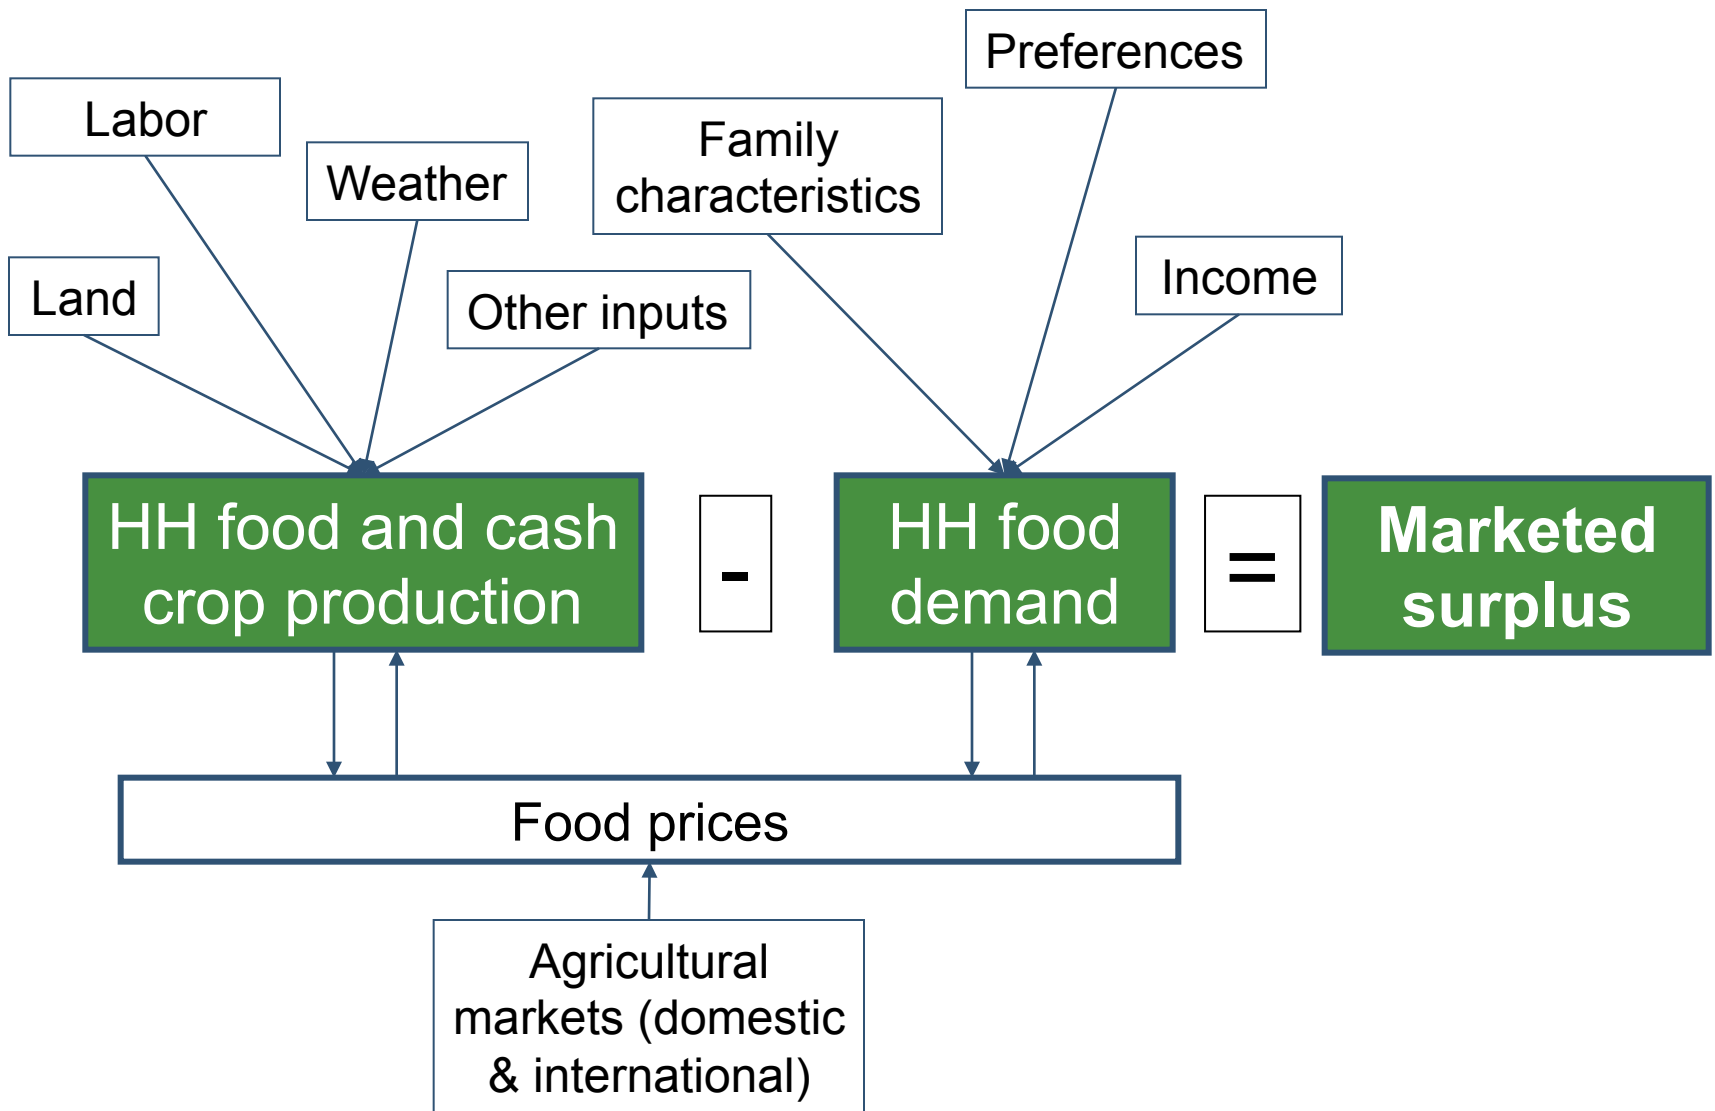 Preferences
Labor
Family
characteristics
Weather
Income
Land
Other inputs
HH food and cash
crop production
-
HH food
demand
=
Marketed
surplus
Food prices
Agricultural
markets (domestic
& international)